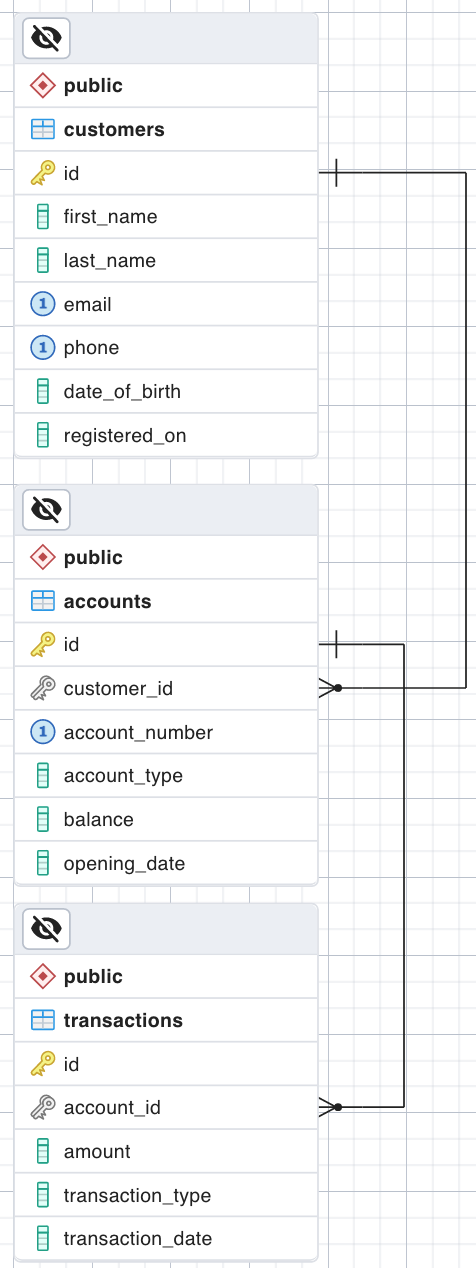 public
customers
id
first_name
last_name
1 email
1 phone
date_of_birth
registered_on
public
accounts
id
customer_id
1 account_number
account_type
balance
opening_date
public
transactions
id
account_id
amount
transaction_type
transaction_date